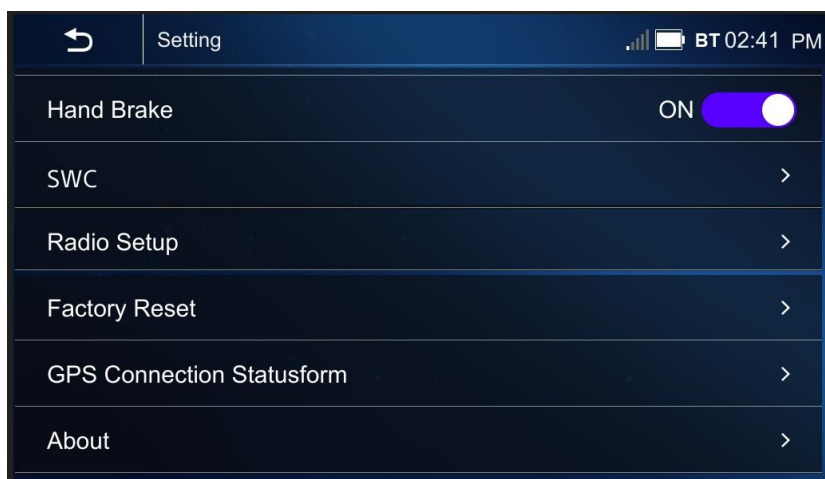 Setting BT 02:41 PM
Hand Brake ON
SWC
Radio Setup
Factory Reset
GPS Connection Statusform
About